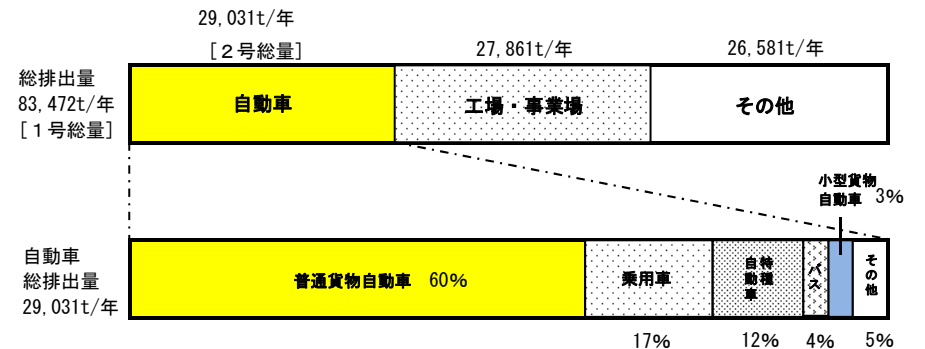 29,031t/年
［２号総量］
27,861t/年
26,581t/年
総排出量
83,472t/年
［１号総量］
自動車
工場・事業場
その他
小型貨物
自動車
3%
自動車
総排出量
29,031t/年
普通貨物自動車 60%
乗用車
特種
自動車
バス
その他
17%
12%
4%
5%